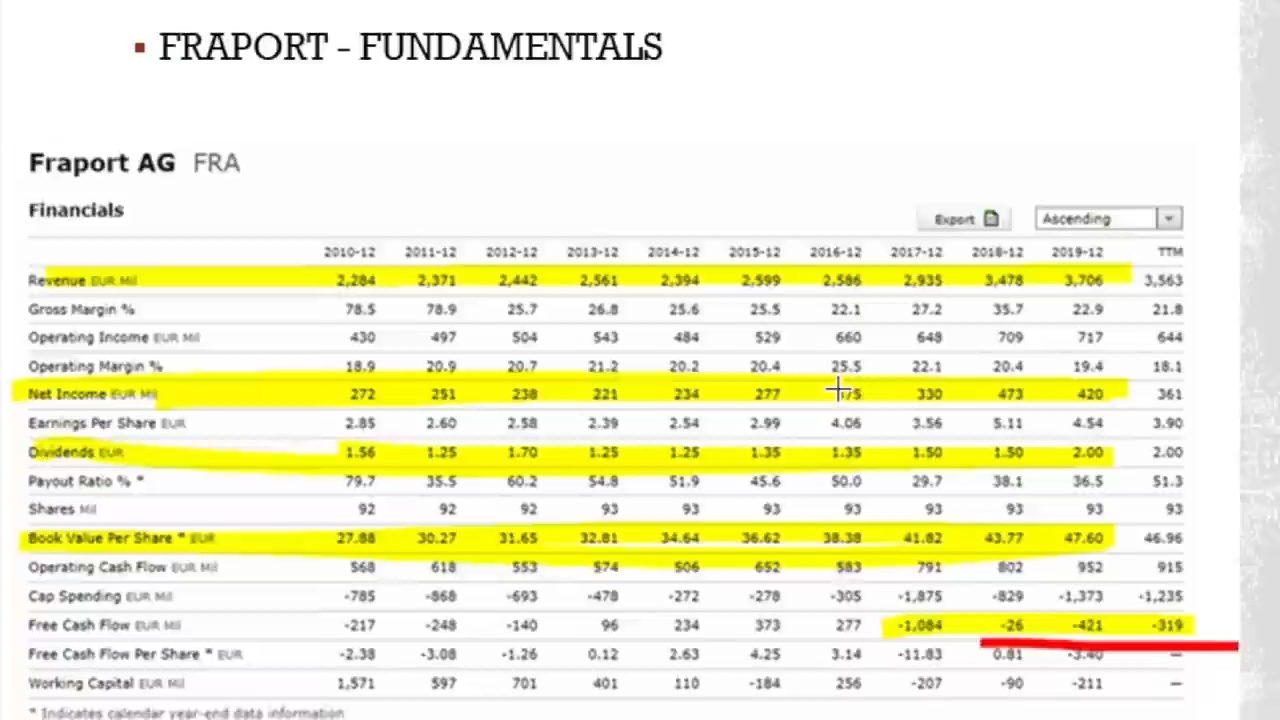 ▪ FRAPORT - FUNDAMENTALS
Fraport AG FRA
Financials
Export Ascending
2010-12 2011-12 2012-12 2013-12 2014-12 2015-12 2016-12 2017-12 2018-12 2019-12 TTM
Revenue EUR Mil 2,284 2,371 2,442 2,561 2,394 2,599 2,586 2,935 3,478 3,706 3,563
Gross Margin % 78.5 78.9 25.7 26.8 25.6 25.5 22.1 27.2 35.7 22.9 21.8
Operating Income EUR Mil 430 497 504 543 484 529 660 648 709 717 644
Operating Margin % 18.9 20.9 20.7 21.2 20.2 20.4 25.5 22.1 20.4 19.4 18.1
Net Income EUR Mil 272 251 238 221 234 277 330 473 420 361
Earnings Per Share EUR 2.85 2.60 2.58 2.39 2.54 2.99 4.06 3.56 5.11 4.54 3.90
Dividends EUR 1.56 1.25 1.70 1.25 1.25 1.35 1.35 1.50 1.50 2.00 2.00
Payout Ratio % * 79.7 35.5 60.2 54.8 51.9 45.6 50.0 29.7 38.1 36.5 51.3
Shares Mil 92 92 92 93 93 93 93 93 93 93 93
Book Value Per Share * EUR 27.88 30.27 31.65 32.81 34.64 36.62 38.38 41.82 43.77 47.60 46.96
Operating Cash Flow EUR Mil 568 618 553 574 506 652 583 791 802 952 915
Cap Spending EUR Mil -785 -868 -693 -478 -272 -278 -305 -1,875 -829 -1,373 -1,235
Free Cash Flow EUR Mil -217 -248 -140 96 234 373 277 -1,084 -26 -421 -319
Free Cash Flow Per Share * EUR -2.38 -3.08 -1.26 0.12 2.63 4.25 3.14 -11.83 0.81 -3.40 —
Working Capital EUR Mil 1,571 597 701 401 110 -184 256 -207 -90 -211 —
* Indicates calendar year-end data information